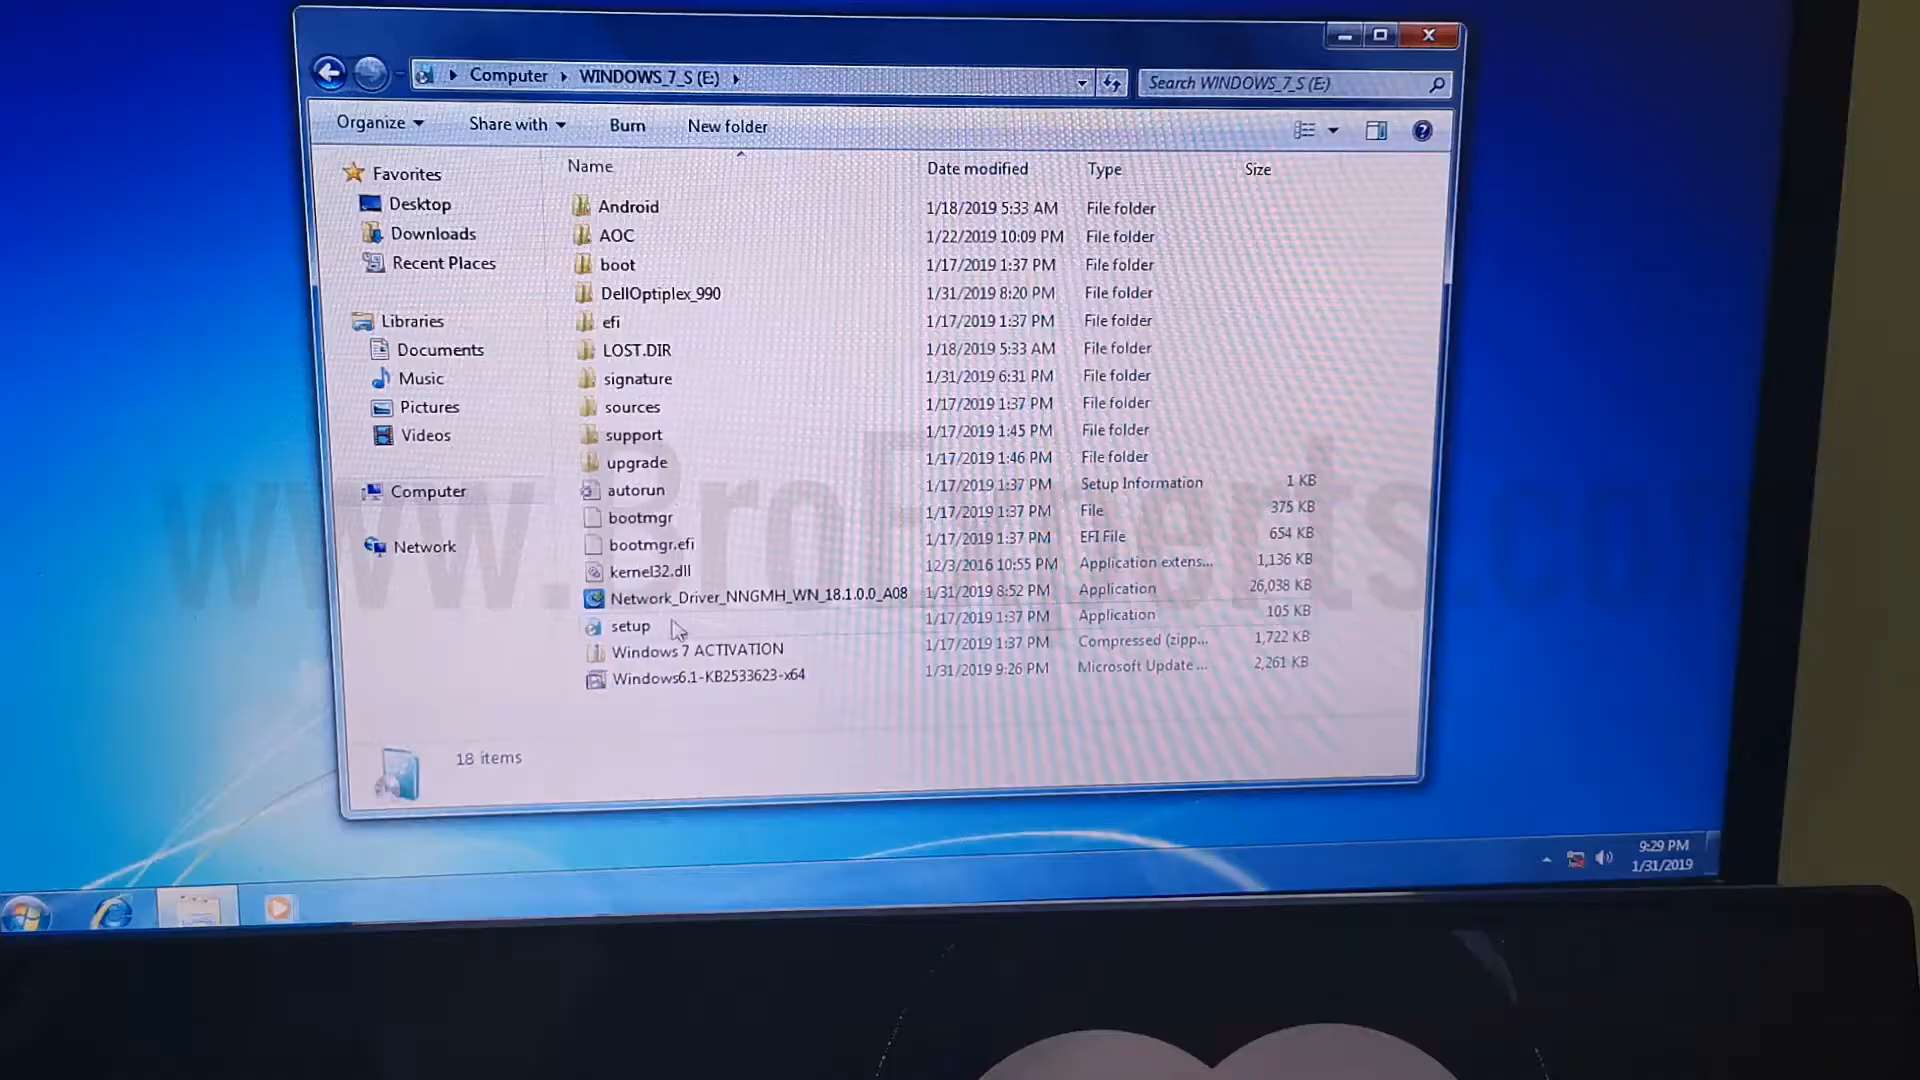 Computer ▸ WINDOWS_7_S (E:) ▸
Search WINDOWS_7_S (E:)
Organize Share with Burn New folder
Name Date modified Type Size
Favorites
Desktop
Downloads
Recent Places
Libraries
Documents
Music
Pictures
Videos
Computer
Network
Android 1/18/2019 5:33 AM File folder
AOC 1/22/2019 10:09 PM File folder
boot 1/17/2019 1:37 PM File folder
DellOptiplex_990 1/31/2019 8:20 PM File folder
efi 1/17/2019 1:37 PM File folder
LOST.DIR 1/18/2019 5:33 AM File folder
signature 1/31/2019 6:31 PM File folder
sources 1/17/2019 1:37 PM File folder
support 1/17/2019 1:45 PM File folder
upgrade 1/17/2019 1:46 PM File folder
autorun 1/17/2019 1:37 PM Setup Information 1 KB
bootmgr 1/17/2019 1:37 PM File 375 KB
bootmgr.efi 1/17/2019 1:37 PM EFI File 654 KB
kernel32.dll 12/3/2016 10:55 PM Application extens... 1,136 KB
Network_Driver_NNGMH_WN_18.1.0.0_A08 1/31/2019 8:52 PM Application 26,038 KB
setup 1/17/2019 1:37 PM Application 105 KB
Windows 7 ACTIVATION 1/17/2019 1:37 PM Compressed (zipp... 1,722 KB
Windows6.1-KB2533623-x64 1/31/2019 9:26 PM Microsoft Update ... 2,261 KB
18 items
9:29 PM
1/31/2019